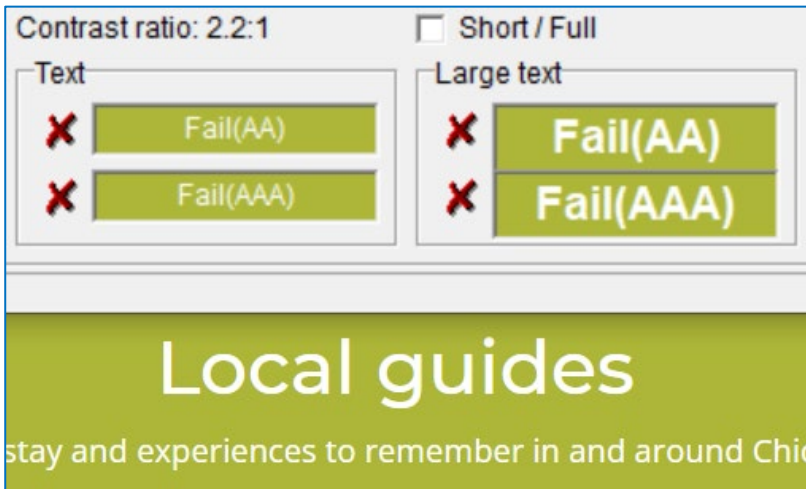 Contrast ratio: 2.2:1
Short / Full
Text
Fail(AA)
Fail(AAA)
Large text
Fail(AA)
Fail(AAA)
Local guides
stay and experiences to remember in and around